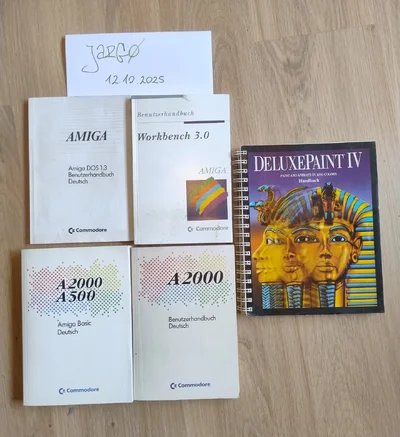 JARGØ
12.10.2025
AMIGA
Amiga DOS 1.3
Benutzerhandbuch
Deutsch
Commodore
Benutzerhandbuch
Workbench 3.0
AMIGA
Commodore
DELUXEPAINT IV
Handbuch
A2000
A500
Amiga Basic
Deutsch
Commodore
A2000
Benutzerhandbuch
Deutsch
Commodore